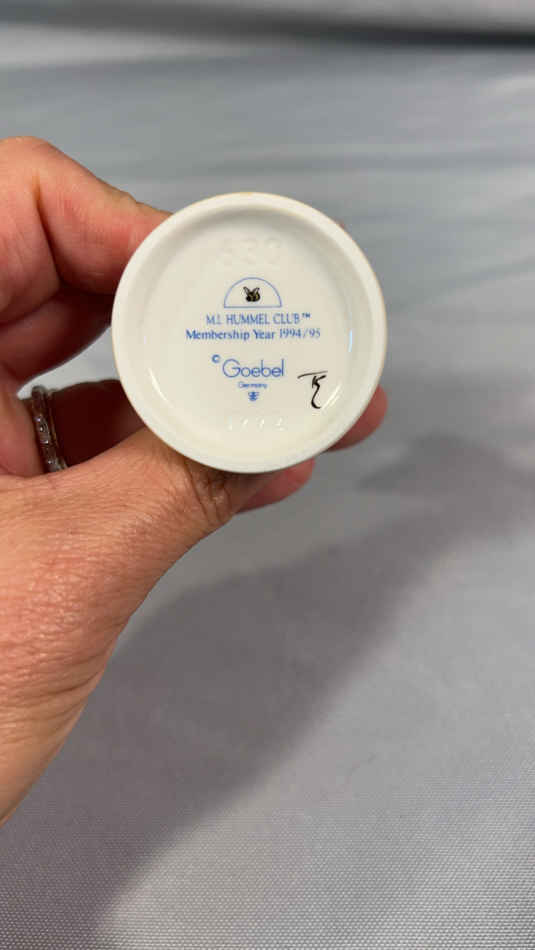 M.I. HUMMEL CLUB™
Membership Year 1994/95
© Goebel
Germany